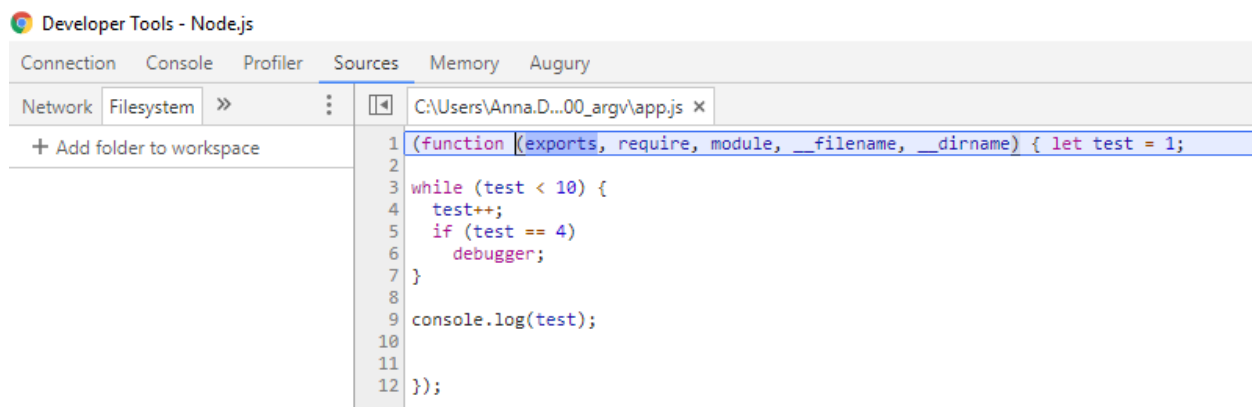 Developer Tools - Node.js
Connection Console Profiler Sources Memory Augury
Network Filesystem » ⋮ C:\Users\Anna.D...00_argv\app.js ×
+ Add folder to workspace
1 (function (exports, require, module, __filename, __dirname) { let test = 1;
2
3 while (test < 10) {
4   test++;
5   if (test == 4)
6     debugger;
7 }
8
9 console.log(test);
10
11
12 });